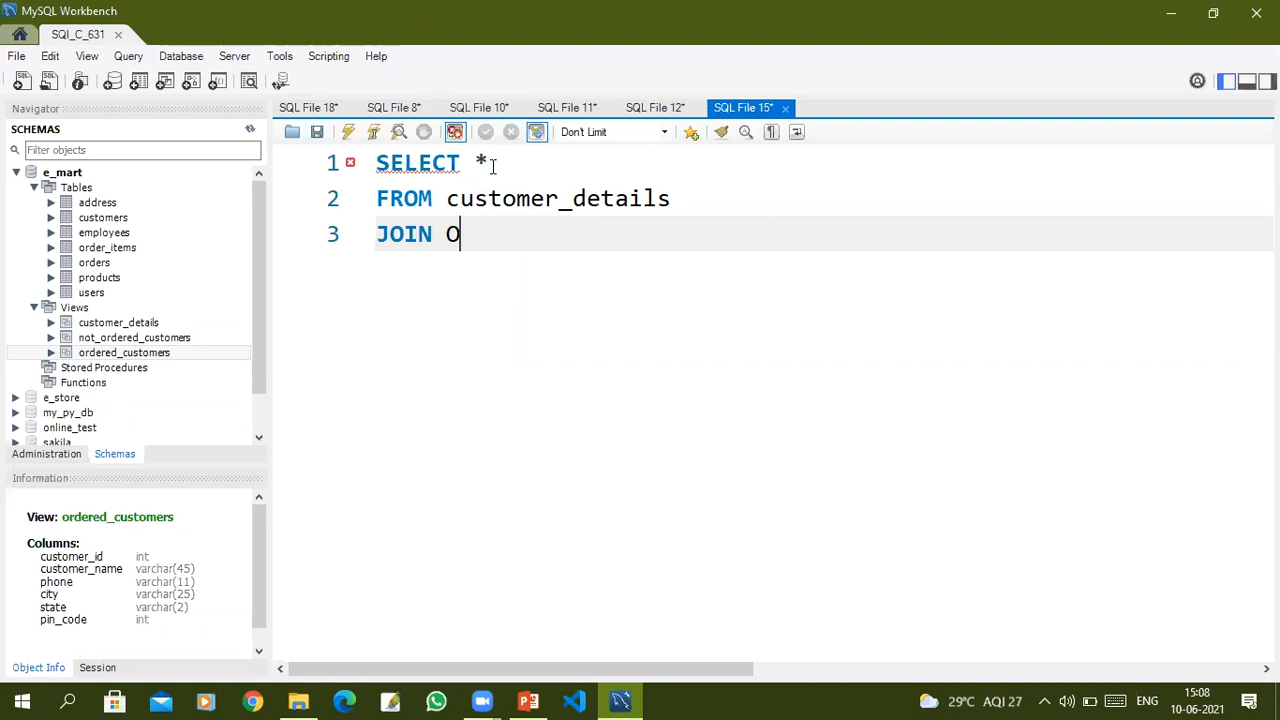 MySQL Workbench
SQl_C_631
File Edit View Query Database Server Tools Scripting Help
Navigator
SCHEMAS
Filter objects
e_mart
Tables
address
customers
employees
order_items
orders
products
users
Views
customer_details
not_ordered_customers
ordered_customers
Stored Procedures
Functions
e_store
my_py_db
online_test
sakila
Administration Schemas
Information
View: ordered_customers
Columns:
customer_id int
customer_name varchar(45)
phone varchar(11)
city varchar(25)
state varchar(2)
pin_code int
Object Info Session
SQL File 18* SQL File 8* SQL File 10* SQL File 11* SQL File 12* SQL File 15*
Don't Limit
1 SELECT *
2 FROM customer_details
3 JOIN O
29°C AQI 27
ENG
15:08
10-06-2021